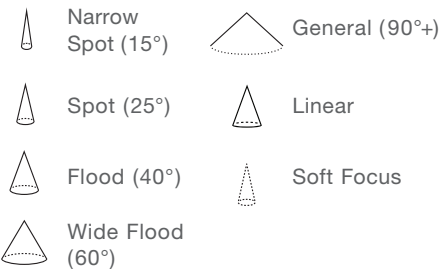 Narrow
Spot (15°)
General (90°+)
Spot (25°)
Linear
Flood (40°)
Soft Focus
Wide Flood
(60°)